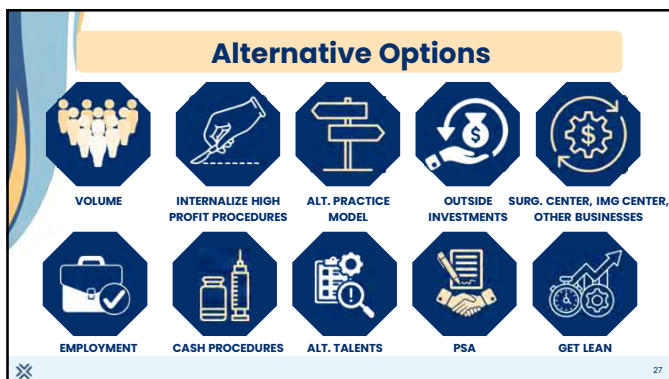 Alternative Options
VOLUME
INTERNALIZE HIGH
PROFIT PROCEDURES
ALT. PRACTICE
MODEL
OUTSIDE
INVESTMENTS
SURG. CENTER, IMG CENTER,
OTHER BUSINESSES
EMPLOYMENT
CASH PROCEDURES
ALT. TALENTS
PSA
GET LEAN
27